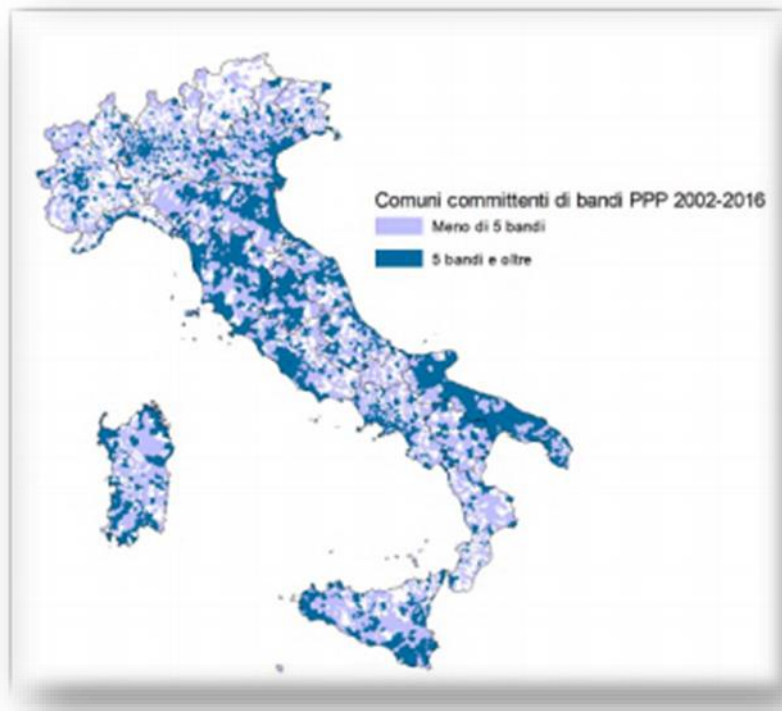 Comuni committenti di bandi PPP 2002-2016
Meno di 5 bandi
5 bandi e oltre